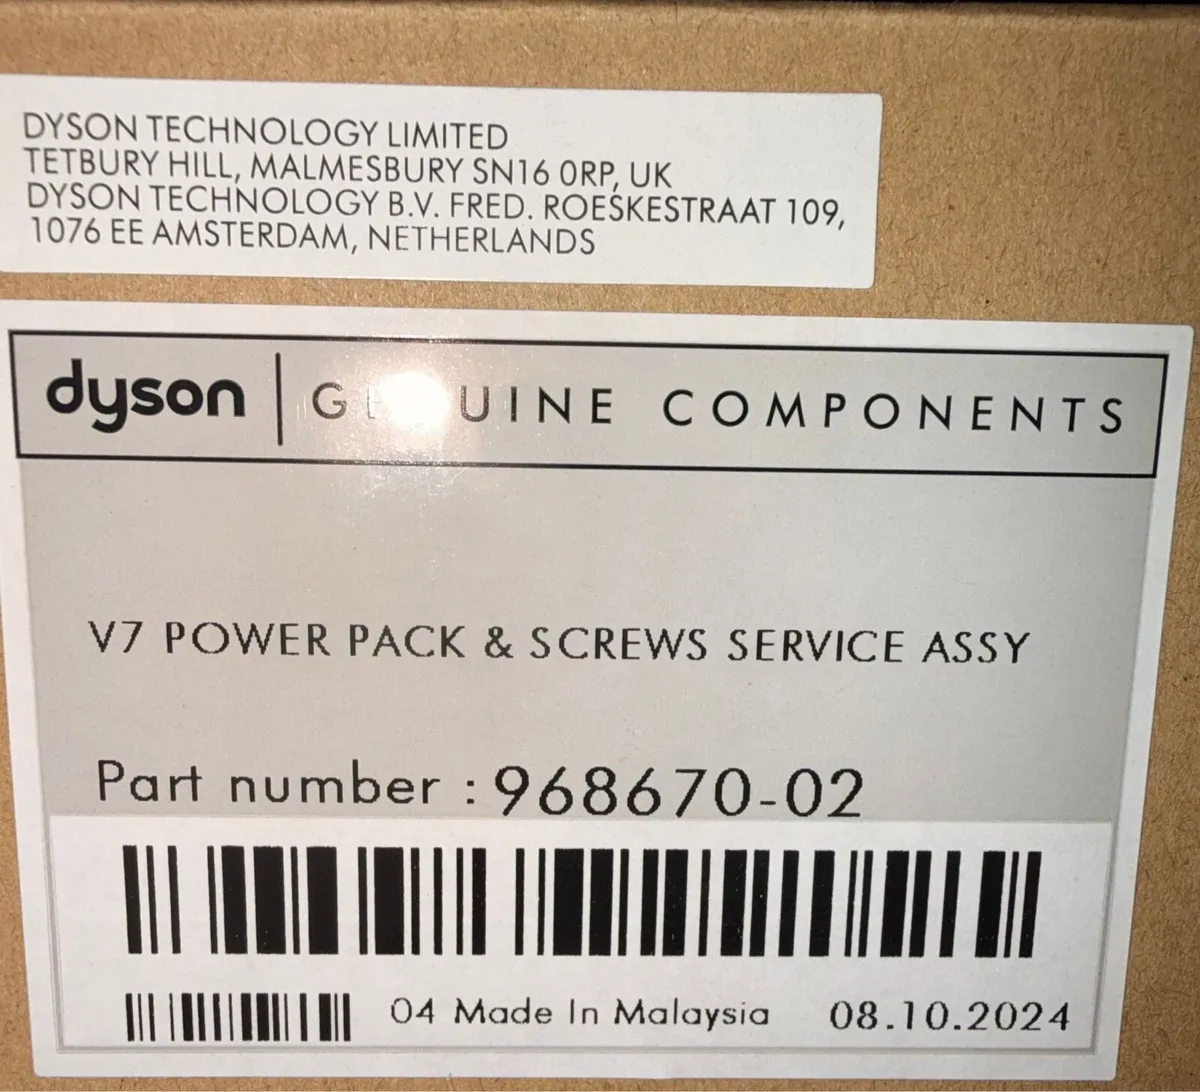 DYSON TECHNOLOGY LIMITED
TETBURY HILL, MALMESBURY SN16 0RP, UK
DYSON TECHNOLOGY B.V. FRED. ROESKESTRAAT 109,
1076 EE AMSTERDAM, NETHERLANDS
dyson | GENUINE COMPONENTS
V7 POWER PACK & SCREWS SERVICE ASSY
Part number : 968670-02
04 Made In Malaysia 08.10.2024